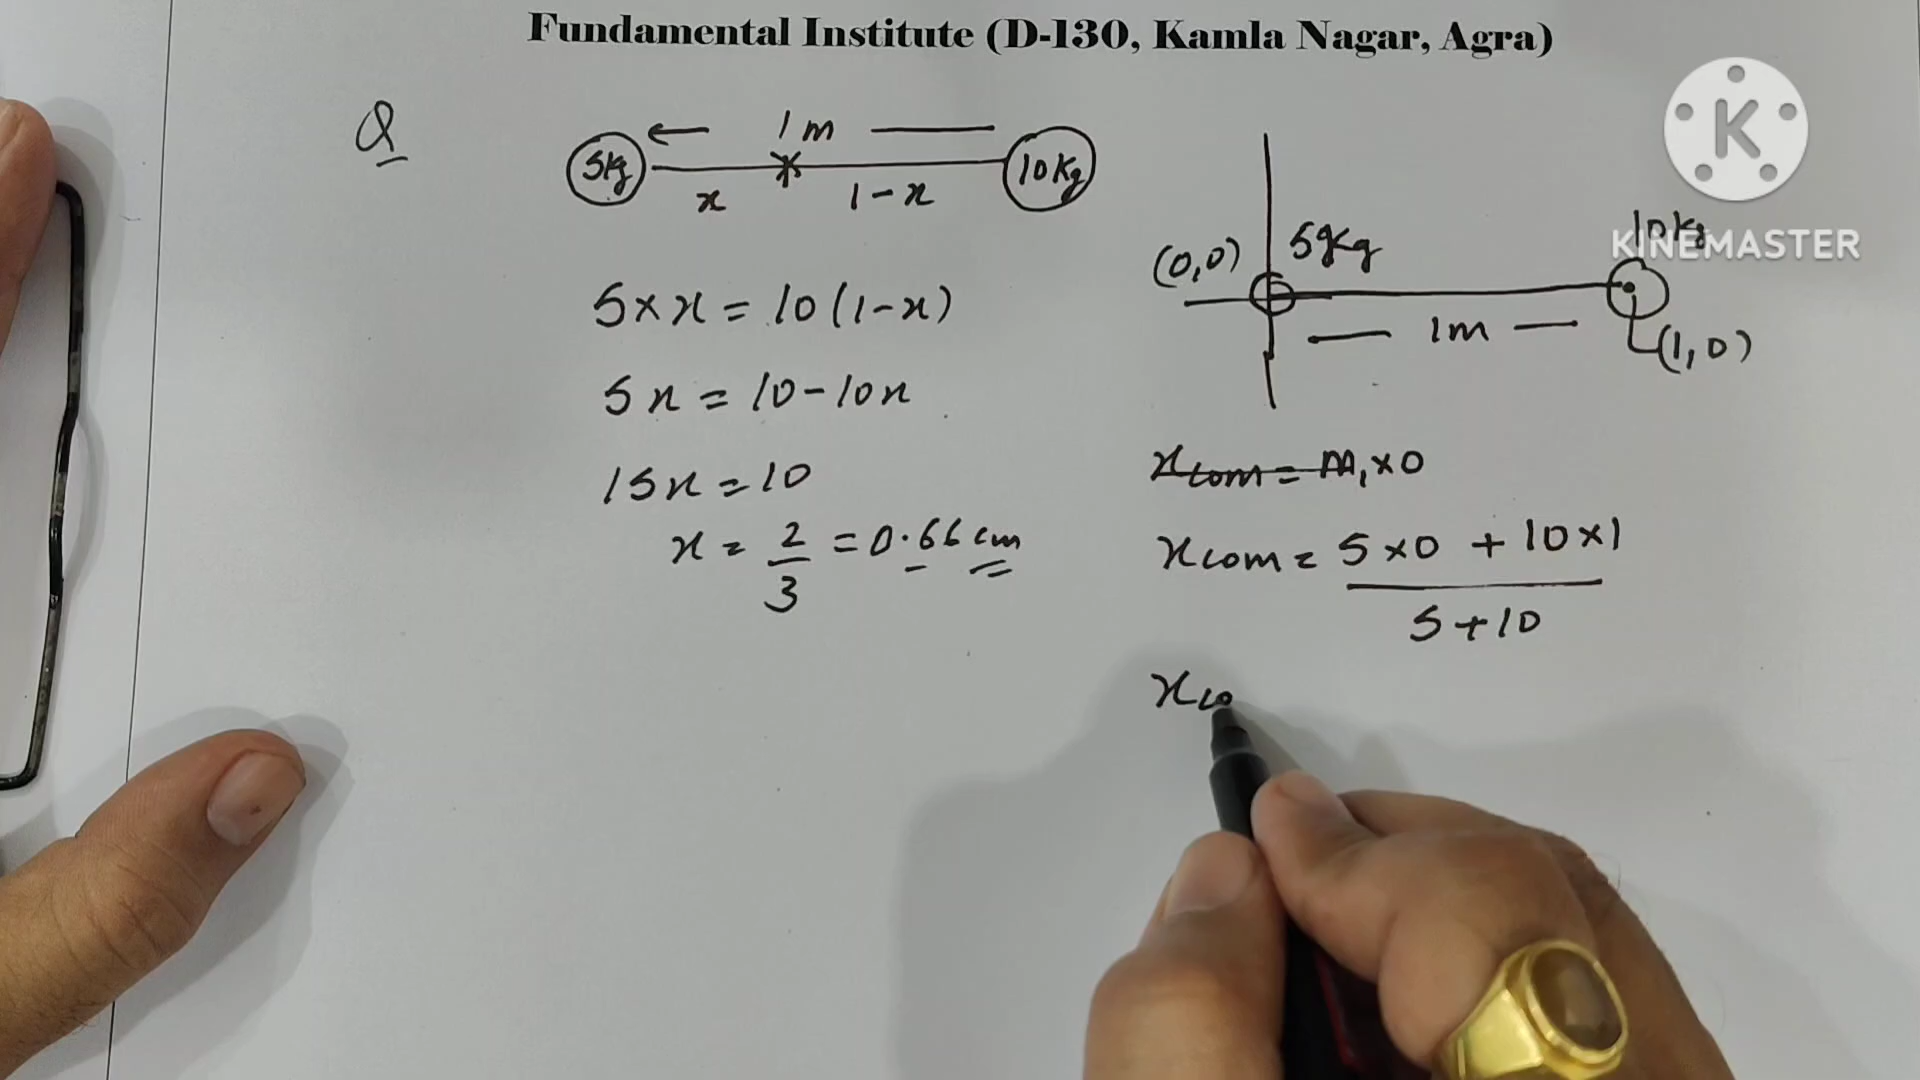 Fundamental Institute (D-130, Kamla Nagar, Agra)
K
KINEMASTER
Q
1m
5kg
10kg
x
1-x
5×x = 10(1-x)
5x = 10-10x
15x = 10
x = 2/3 = 0.66 cm
(0,0)
5kg
10kg
1m
(1,0)
xcom = m1×0
xcom = 5×0 + 10×1
5+10
xco